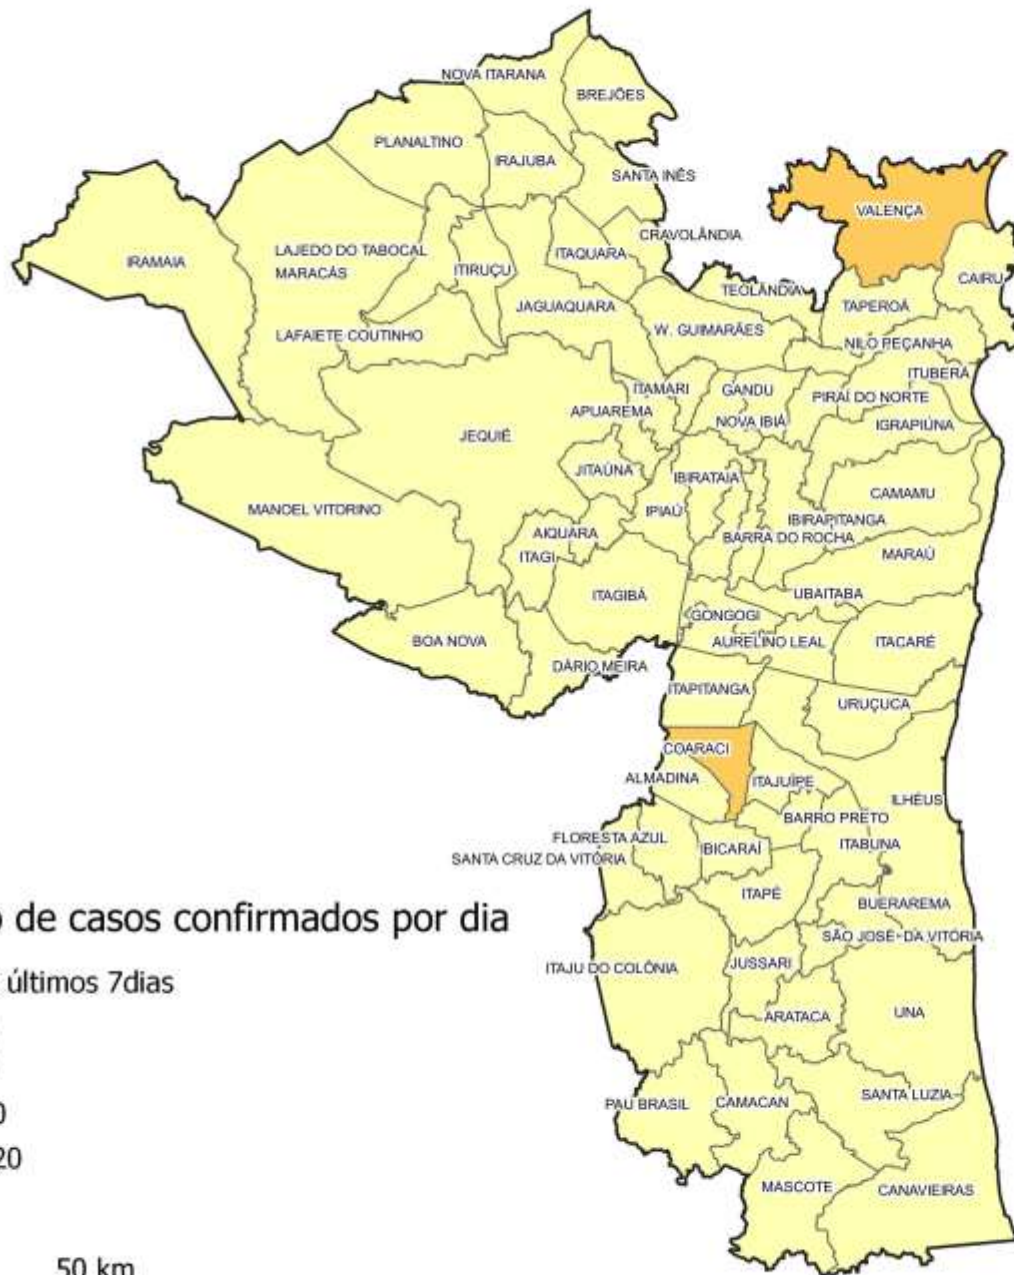 NOVA ITARANA
BREJÕES
PLANALTINO
IRAJUBA
SANTA INÊS
VALENÇA
CRAVOLÂNDIA
LAJEDO DO TABOCAL
ITAQUARA
IRAMAIA
MARACÁS
ITIRUÇU
CAIRU
TEOLÂNDIA
JAGUAQUARA
TAPEROÁ
W. GUIMARÃES
LAFAIETE COUTINHO
NILO PEÇANHA
ITUBERÁ
ITAMARI
GANDU
PIRAÍ DO NORTE
APUAREMA
NOVA IBIÁ
IGRAPIÚNA
JEQUIÉ
JITAÚNA
IBIRATAIA
CAMAMU
MANOEL VITORINO
IPIAÚ
IBIRAPITANGA
AIQUARA
BARRA DO ROCHA
ITAGI
MARAÚ
ITAGIBÁ
UBAITABA
GONGOGI
BOA NOVA
AURELINO LEAL
ITACARÉ
DÁRIO MEIRA
ITAPITANGA
URUÇUCA
COARACI
ALMADINA
ITAJUÍPE
ILHÉUS
BARRO PRETO
FLORESTA AZUL
IBICARAÍ
ITABUNA
SANTA CRUZ DA VITÓRIA
ITAPÉ
BUERAREMA
de casos confirmados por dia
SÃO JOSÉ DA VITÓRIA
ITAJU DO COLÔNIA
JUSSARI
últimos 7dias
ARATACA
UNA
SANTA LUZIA
PAU BRASIL
CAMACAN
20
MASCOTE
CANAVIEIRAS
50 km